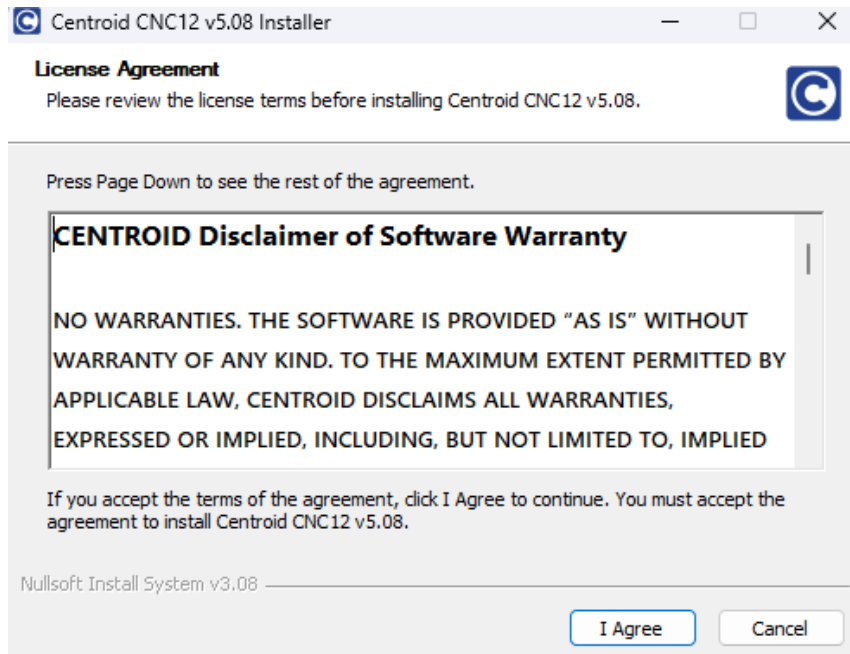 Centroid CNC12 v5.08 Installer
License Agreement
Please review the license terms before installing Centroid CNC12 v5.08.
Press Page Down to see the rest of the agreement.
CENTROID Disclaimer of Software Warranty
NO WARRANTIES. THE SOFTWARE IS PROVIDED “AS IS” WITHOUT
WARRANTY OF ANY KIND. TO THE MAXIMUM EXTENT PERMITTED BY
APPLICABLE LAW, CENTROID DISCLAIMS ALL WARRANTIES,
EXPRESSED OR IMPLIED, INCLUDING, BUT NOT LIMITED TO, IMPLIED
If you accept the terms of the agreement, click I Agree to continue. You must accept the
agreement to install Centroid CNC12 v5.08.
Nullsoft Install System v3.08
I Agree
Cancel